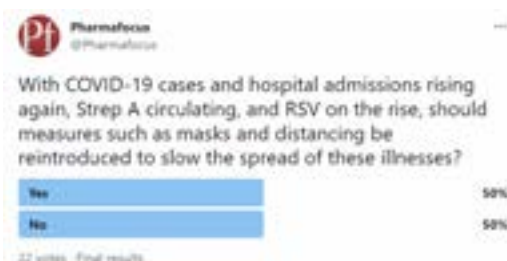 Pf Pharmafocus
@Pharmafocus
With COVID-19 cases and hospital admissions rising
again, Strep A circulating, and RSV on the rise, should
measures such as masks and distancing be
reintroduced to slow the spread of these illnesses?
Yes 50%
No 50%
22 votes · Final results